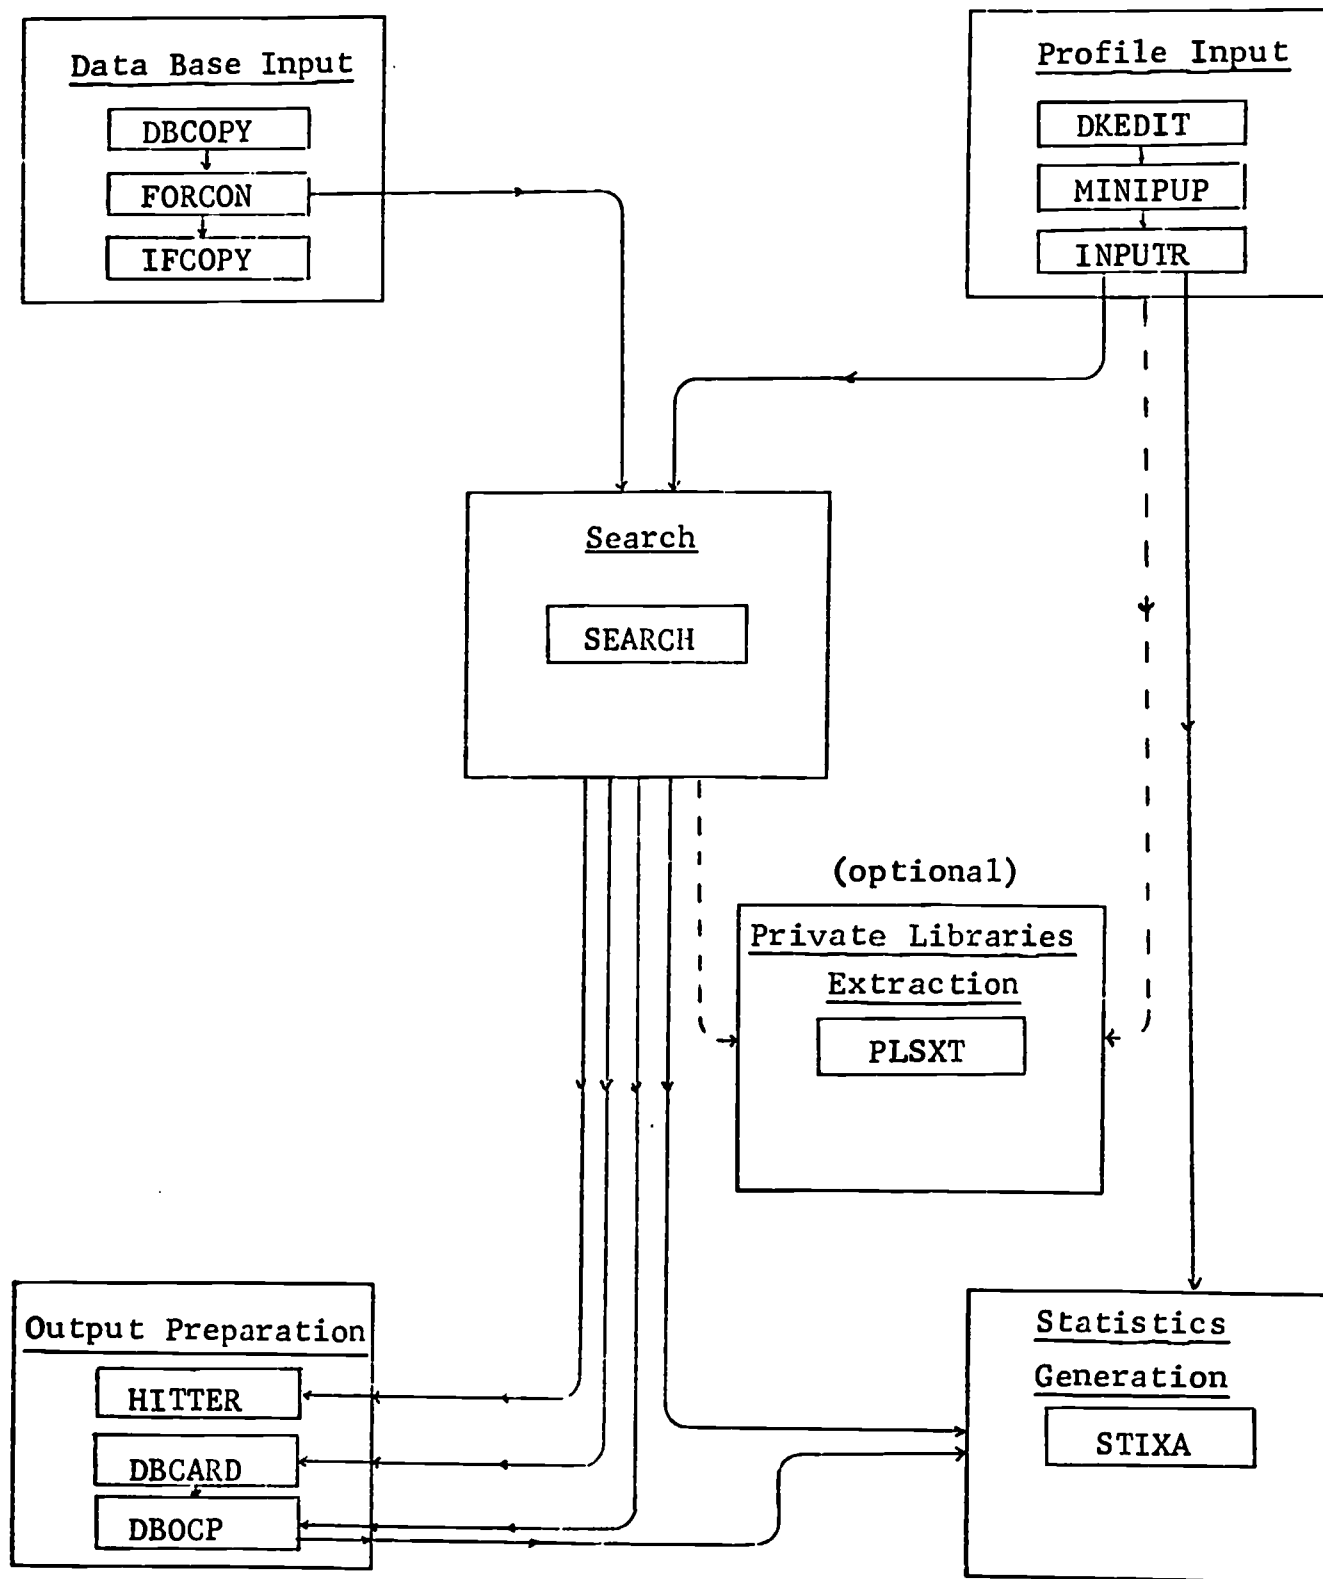 Data Base Input
DBCOPY
FORCON
IFCOPY
Profile Input
DKEDIT
MINIPUP
INPUTR
Search
SEARCH
(optional)
Private Libraries
Extraction
PLSXT
Output Preparation
HITTER
DBCARD
DBOCP
Statistics
Generation
STIXA